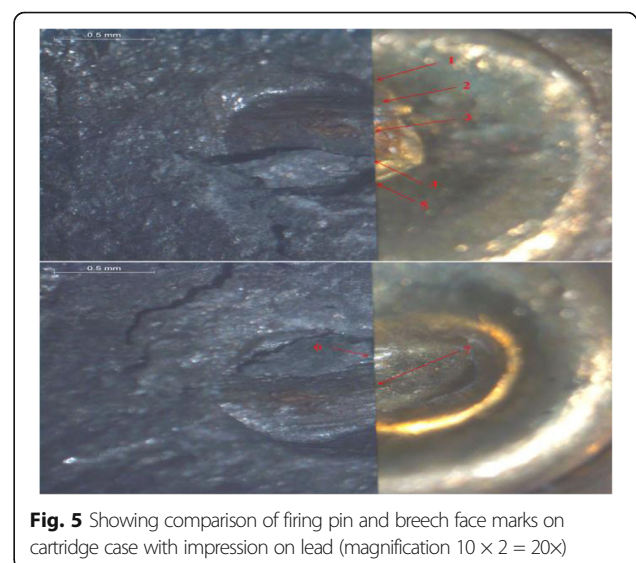 0.5 mm
1
2
3
4
5
0.5 mm
6
Fig. 5 Showing comparison of firing pin and breech face marks on
cartridge case with impression on lead (magnification 10 × 2 = 20×)